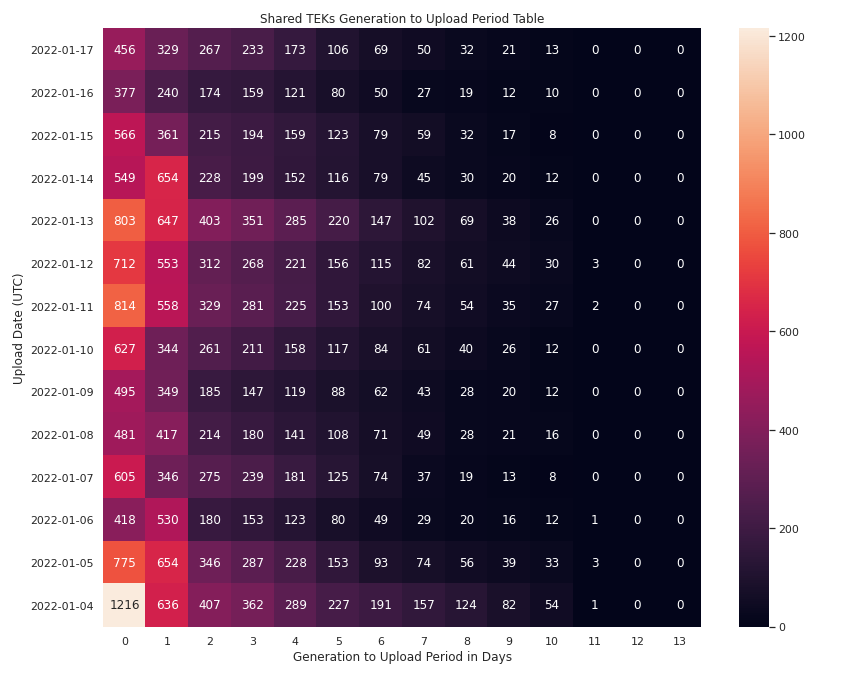 Shared TEKs Generation to Upload Period Table
2022-01-17 456 329 267 233 173 106 69 50 32 21 13 0 0 0
2022-01-16 377 240 174 159 121 80 50 27 19 12 10 0 0 0
2022-01-15 566 361 215 194 159 123 79 59 32 17 8 0 0 0
2022-01-14 549 654 228 199 152 116 79 45 30 20 12 0 0 0
2022-01-13 803 647 403 351 285 220 147 102 69 38 26 0 0 0
2022-01-12 712 553 312 268 221 156 115 82 61 44 30 3 0 0
2022-01-11 814 558 329 281 225 153 100 74 54 35 27 2 0 0
2022-01-10 627 344 261 211 158 117 84 61 40 26 12 0 0 0
2022-01-09 495 349 185 147 119 88 62 43 28 20 12 0 0 0
2022-01-08 481 417 214 180 141 108 71 49 28 21 16 0 0 0
2022-01-07 605 346 275 239 181 125 74 37 19 13 8 0 0 0
2022-01-06 418 530 180 153 123 80 49 29 20 16 12 1 0 0
2022-01-05 775 654 346 287 228 153 93 74 56 39 33 3 0 0
2022-01-04 1216 636 407 362 289 227 191 157 124 82 54 1 0 0
0 1 2 3 4 5 6 7 8 9 10 11 12 13
Generation to Upload Period in Days
Upload Date (UTC)
1200
1000
800
600
400
200
0